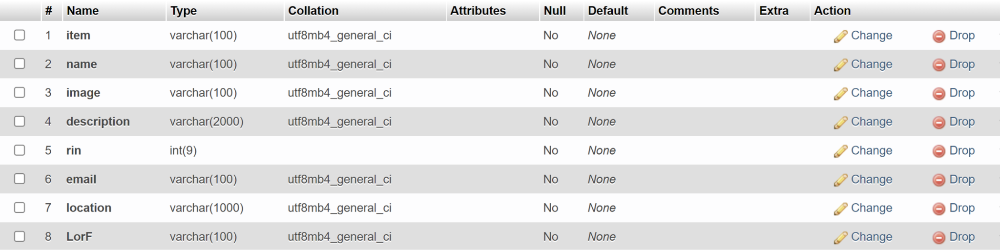 # Name Type Collation Attributes Null Default Comments Extra Action
1 item varchar(100) utf8mb4_general_ci No None Change Drop
2 name varchar(100) utf8mb4_general_ci No None Change Drop
3 image varchar(100) utf8mb4_general_ci No None Change Drop
4 description varchar(2000) utf8mb4_general_ci No None Change Drop
5 rin int(9) No None Change Drop
6 email varchar(100) utf8mb4_general_ci No None Change Drop
7 location varchar(1000) utf8mb4_general_ci No None Change Drop
8 LorF varchar(100) utf8mb4_general_ci No None Change Drop